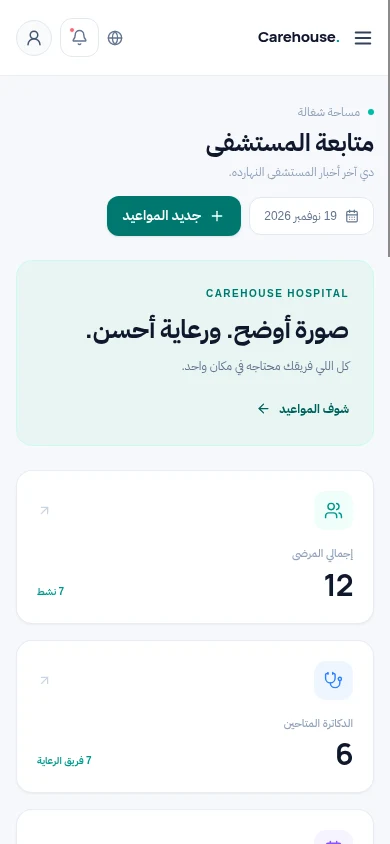 Carehouse.
مساحة شغالة
متابعة المستشفى
دي آخر أخبار المستشفى النهارده.
19 نوفمبر 2026
جديد المواعيد
CAREHOUSE HOSPITAL
صورة أوضح. ورعاية أحسن.
كل اللي فريقك محتاجه في مكان واحد.
شوف المواعيد
إجمالي المرضى
12
7 نشط
الدكاترة المتاحين
6
7 فريق الرعاية